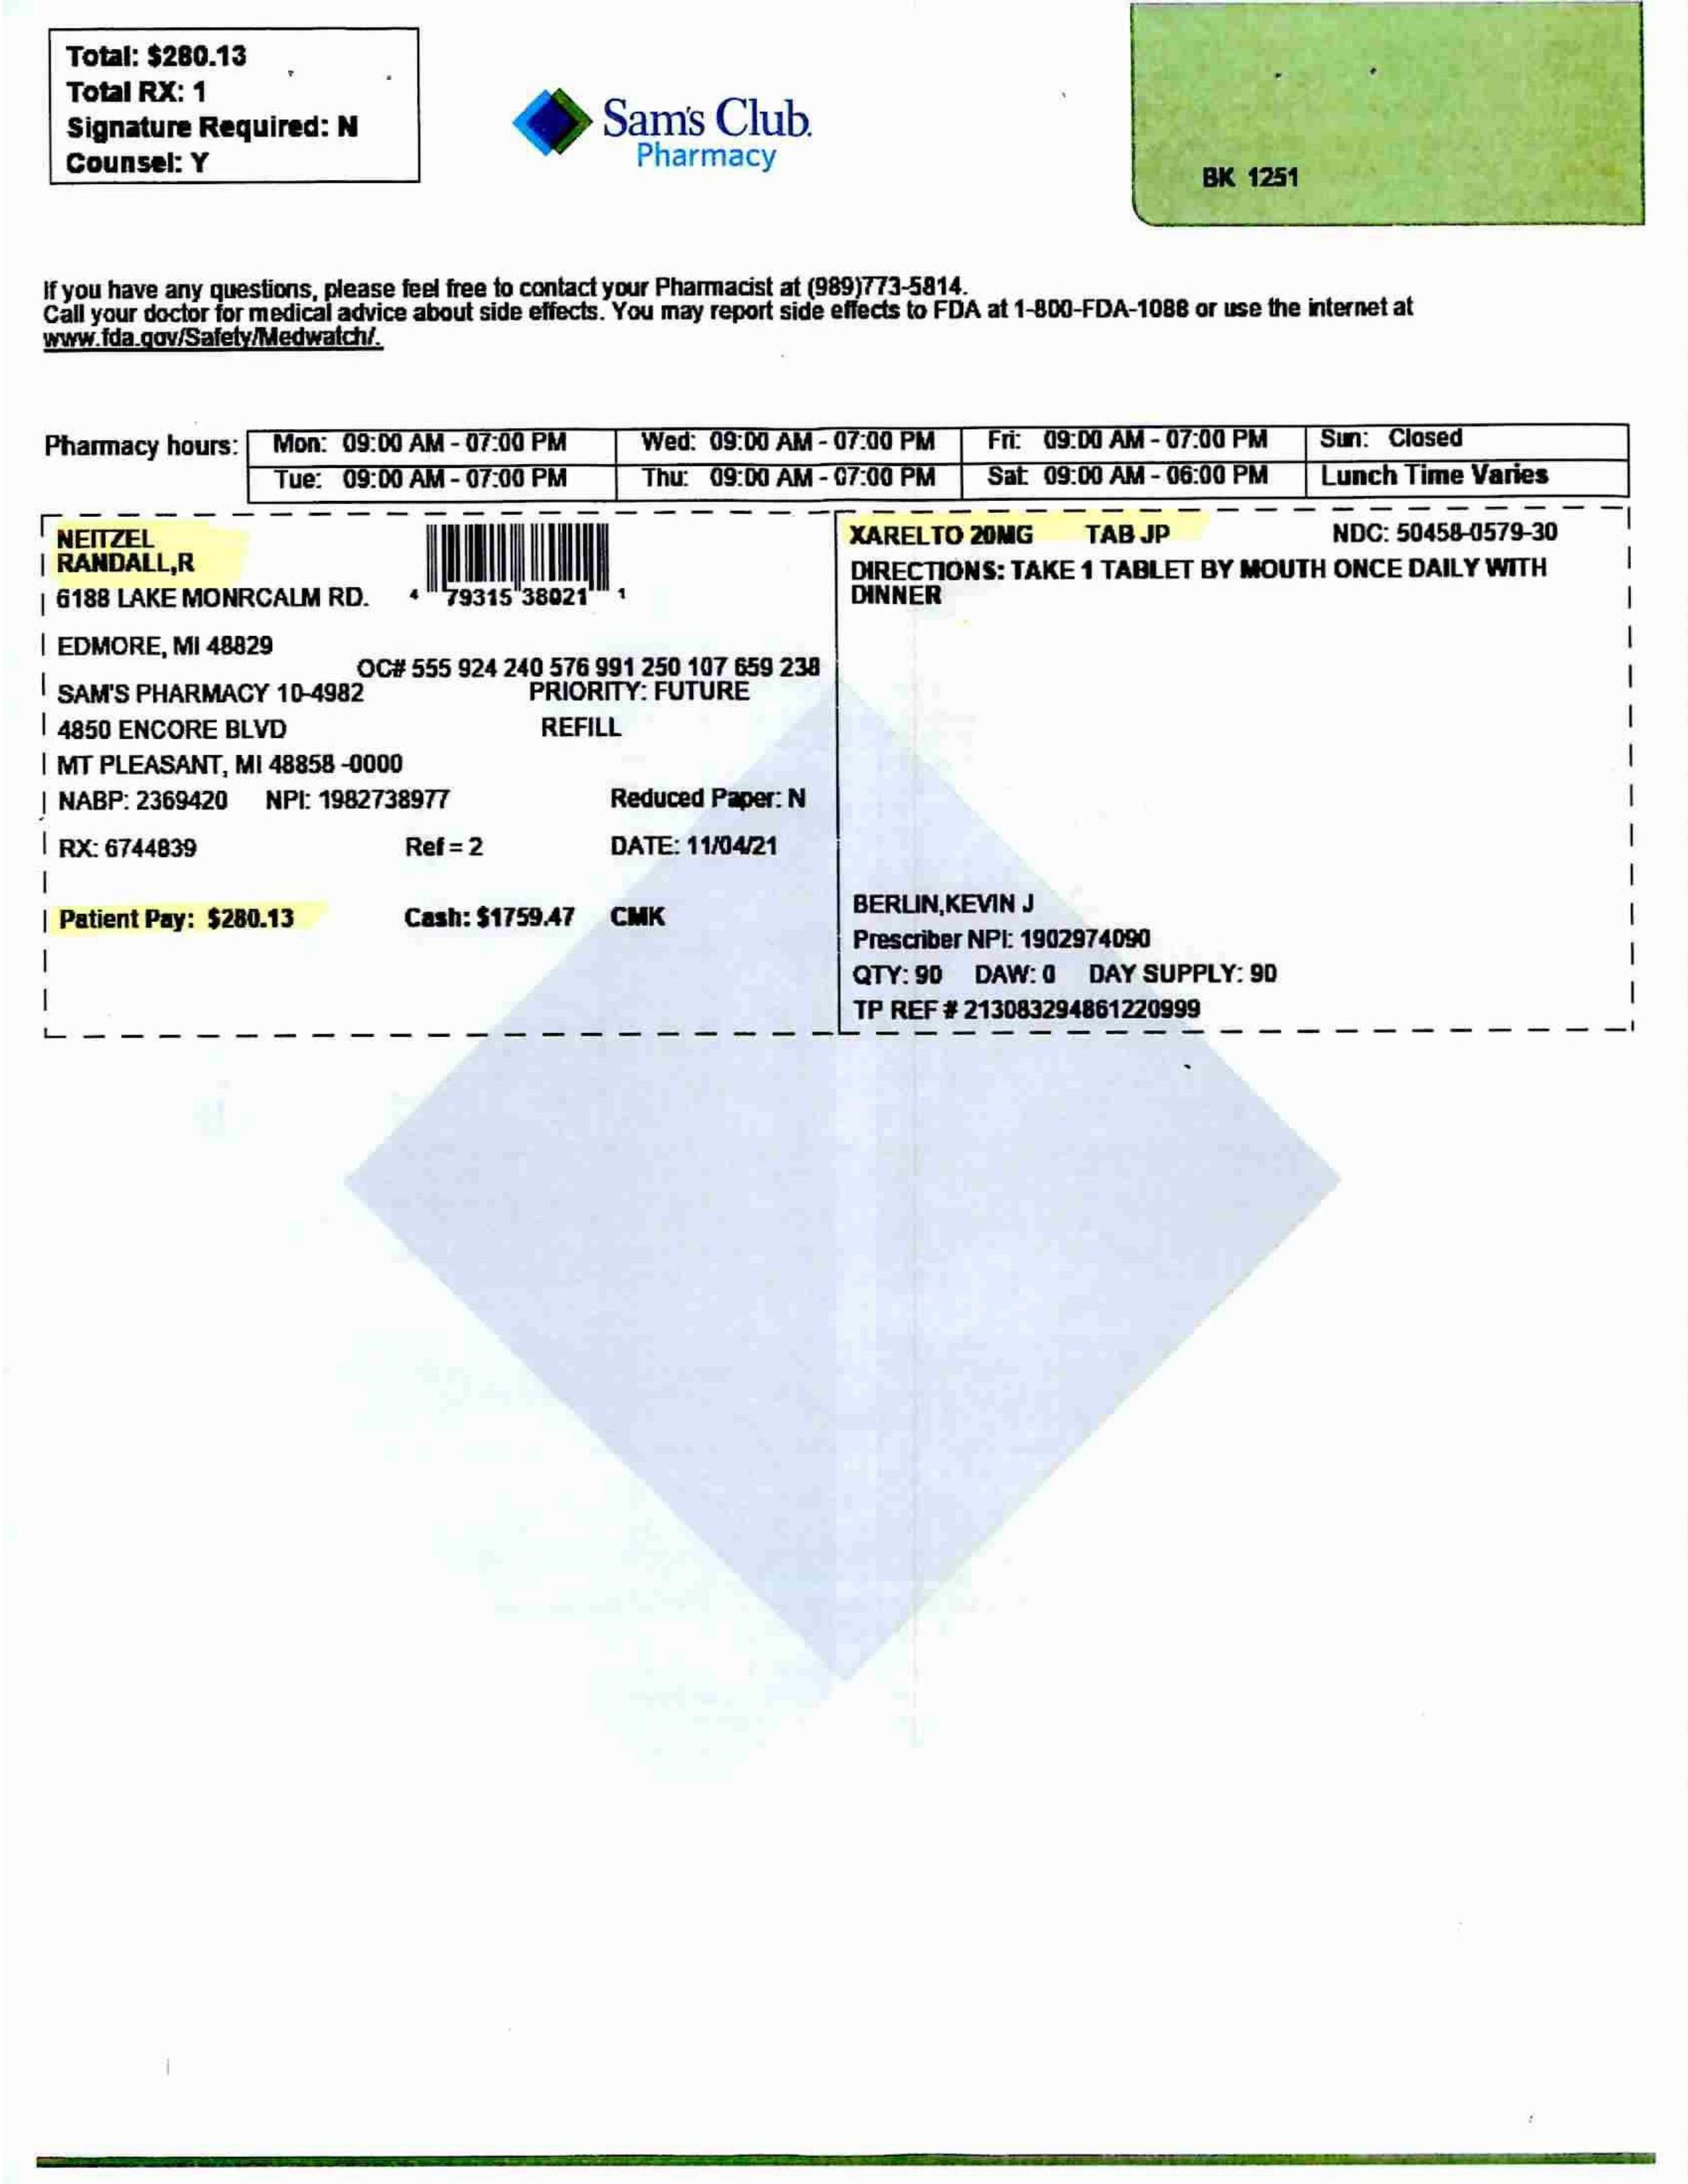 Total: $280.13
Total RX: 1
Signature Required: N
Counsel: Y
Sam's Club.
Pharmacy
BK 1251
If you have any questions, please feel free to contact your Pharmacist at (989)773-5814.
Call your doctor for medical advice about side effects. You may report side effects to FDA at 1-800-FDA-1088 or use the internet at
www.fda.gov/Safety/Medwatch/.
Pharmacy hours: Mon: 09:00 AM - 07:00 PM Wed: 09:00 AM - 07:00 PM Fri: 09:00 AM - 07:00 PM Sun: Closed
Tue: 09:00 AM - 07:00 PM Thu: 09:00 AM - 07:00 PM Sat: 09:00 AM - 06:00 PM Lunch Time Varies
NEITZEL
RANDALL,R
6188 LAKE MONRCALM RD.
4 79315 38021 1
EDMORE, MI 48829
OC# 555 924 240 576 991 250 107 659 238
SAM'S PHARMACY 10-4982 PRIORITY: FUTURE
4850 ENCORE BLVD REFILL
MT PLEASANT, MI 48858 -0000
NABP: 2369420 NPI: 1982738977 Reduced Paper: N
RX: 6744839 Ref = 2 DATE: 11/04/21
Patient Pay: $280.13 Cash: $1759.47 CMK
XARELTO 20MG TAB JP NDC: 50458-0579-30
DIRECTIONS: TAKE 1 TABLET BY MOUTH ONCE DAILY WITH
DINNER
BERLIN,KEVIN J
Prescriber NPI: 1902974090
QTY: 90 DAW: 0 DAY SUPPLY: 90
TP REF # 213083294861220999